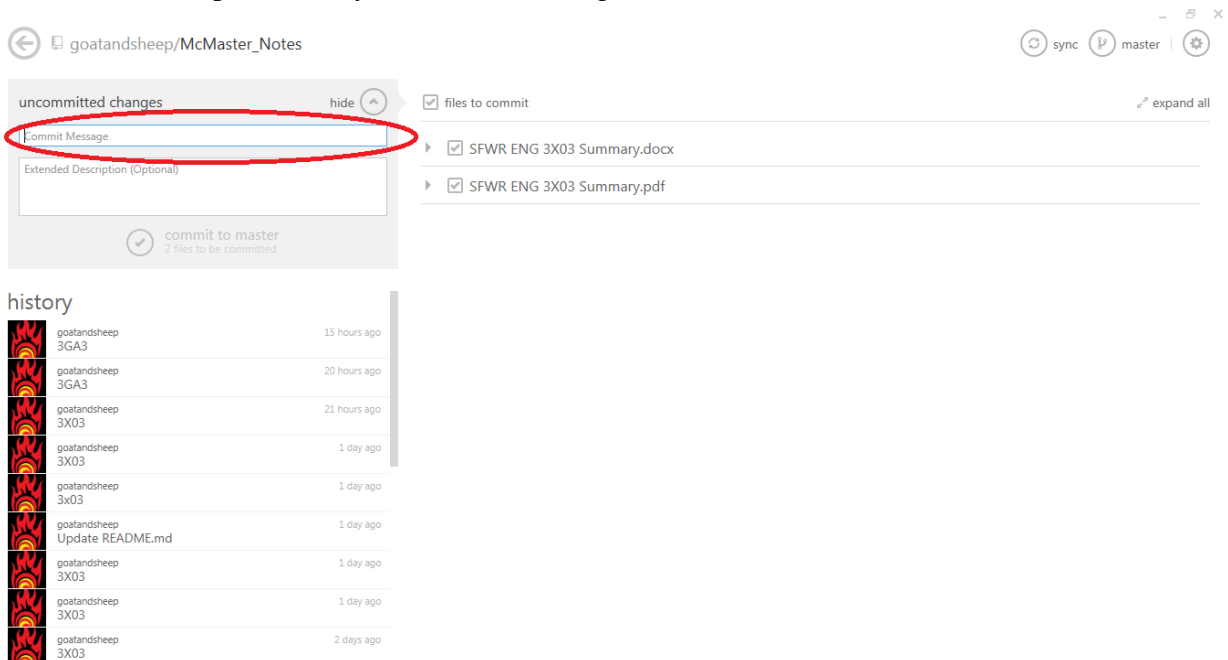 goatandsheep/McMaster_Notes
sync
master
uncommitted changes
hide
Commit Message
Extended Description (Optional)
commit to master
2 files to be committed
files to commit
expand all
SFWR ENG 3X03 Summary.docx
SFWR ENG 3X03 Summary.pdf
history
goatandsheep 15 hours ago
3GA3
goatandsheep 20 hours ago
3GA3
goatandsheep 21 hours ago
3X03
goatandsheep 1 day ago
3X03
goatandsheep 1 day ago
3x03
goatandsheep 1 day ago
Update README.md
goatandsheep 1 day ago
3X03
goatandsheep 1 day ago
3X03
goatandsheep 2 days ago
3X03